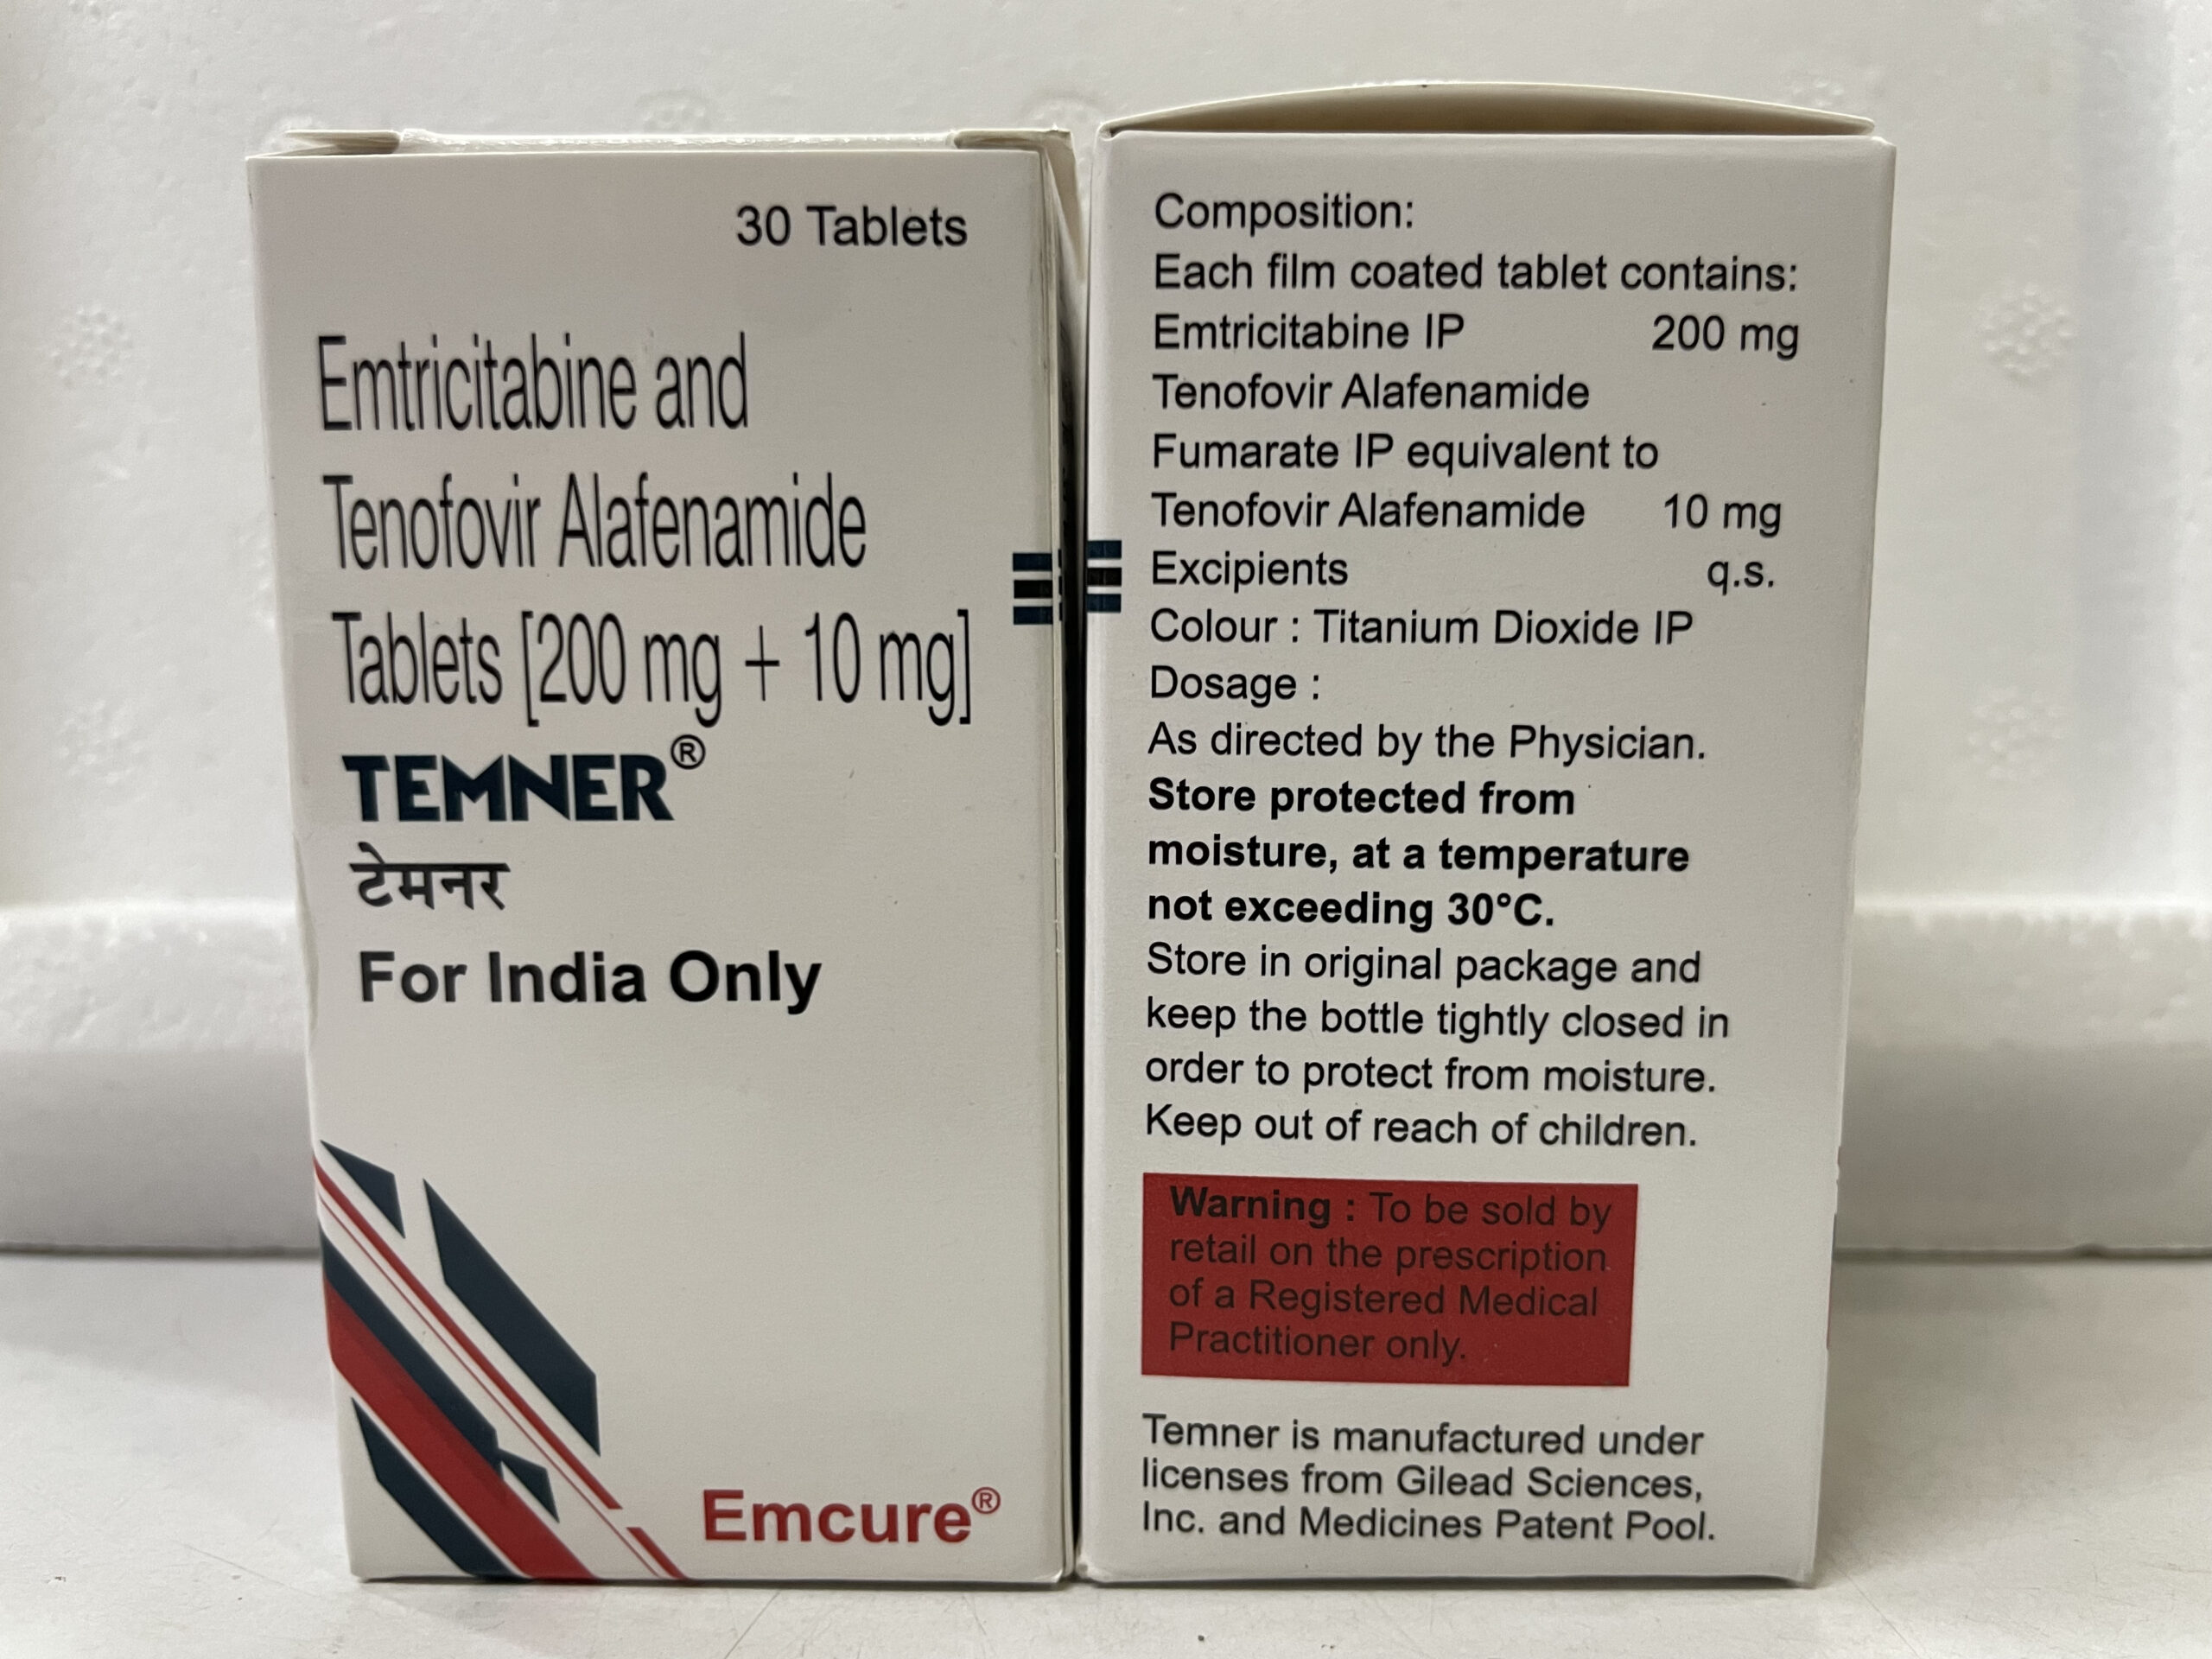 30 Tablets
Emtricitabine and
Tenofovir Alafenamide
Tablets [200 mg + 10 mg]
TEMNER®
टेमनर
For India Only
Emcure®
Composition:
Each film coated tablet contains:
Emtricitabine IP 200 mg
Tenofovir Alafenamide
Fumarate IP equivalent to
Tenofovir Alafenamide 10 mg
Excipients q.s.
Colour : Titanium Dioxide IP
Dosage :
As directed by the Physician.
Store protected from
moisture, at a temperature
not exceeding 30°C.
Store in original package and
keep the bottle tightly closed in
order to protect from moisture.
Keep out of reach of children.
Warning : To be sold by
retail on the prescription
of a Registered Medical
Practitioner only.
Temner is manufactured under
licenses from Gilead Sciences,
Inc. and Medicines Patent Pool.